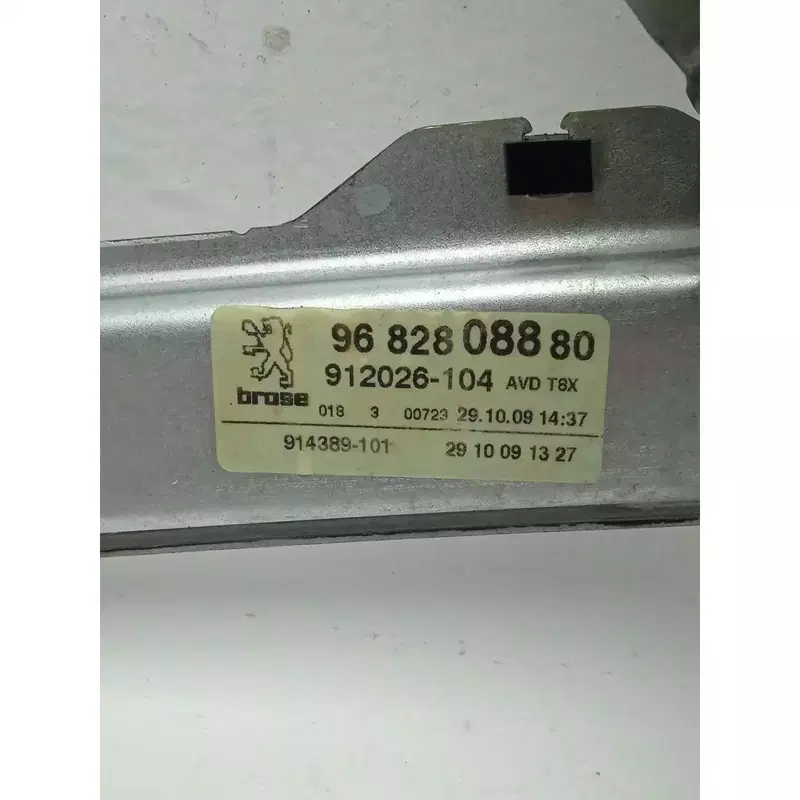 96 828 088 80
912026-104 AVD T8X
brose
018 3 00723 29.10.09 14:37
914389-101 29 10 09 13 27